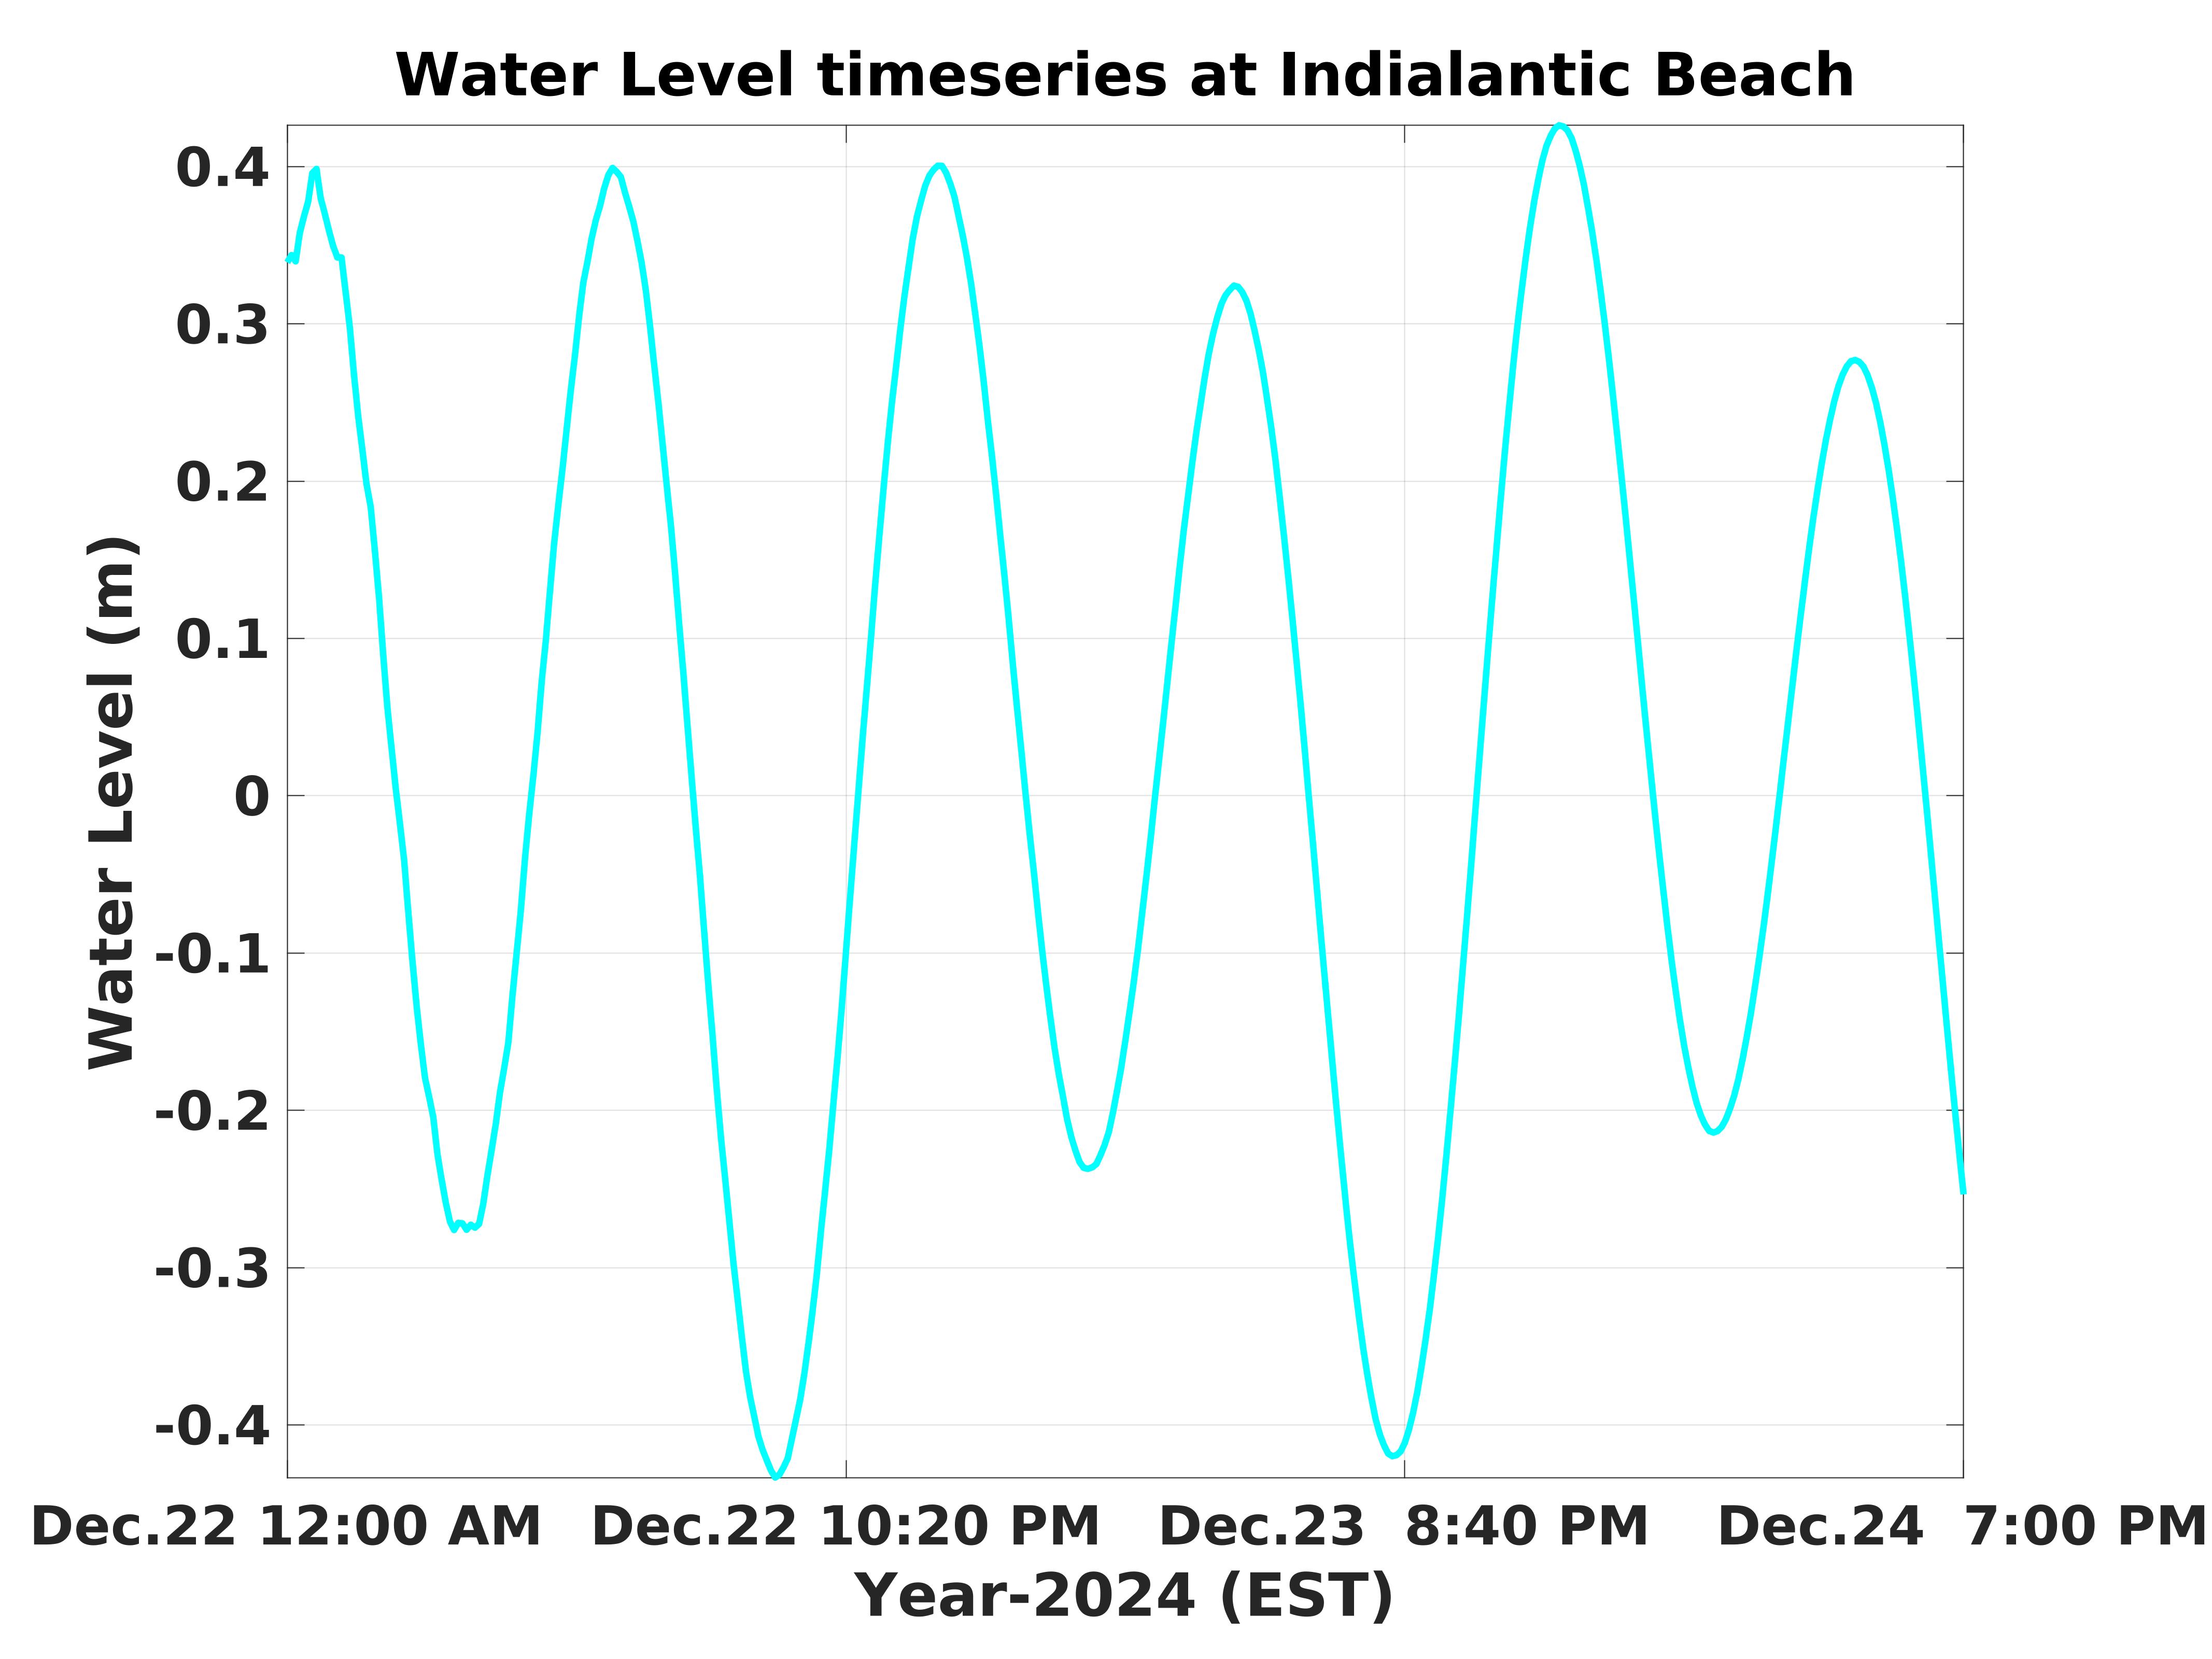 Water Level timeseries at Indialantic Beach
0.4
0.3
0.2
0.1
0
-0.1
-0.2
-0.3
-0.4
Water Level (m)
Dec.22 12:00 AM Dec.22 10:20 PM Dec.23 8:40 PM Dec.24 7:00 PM
Year-2024 (EST)